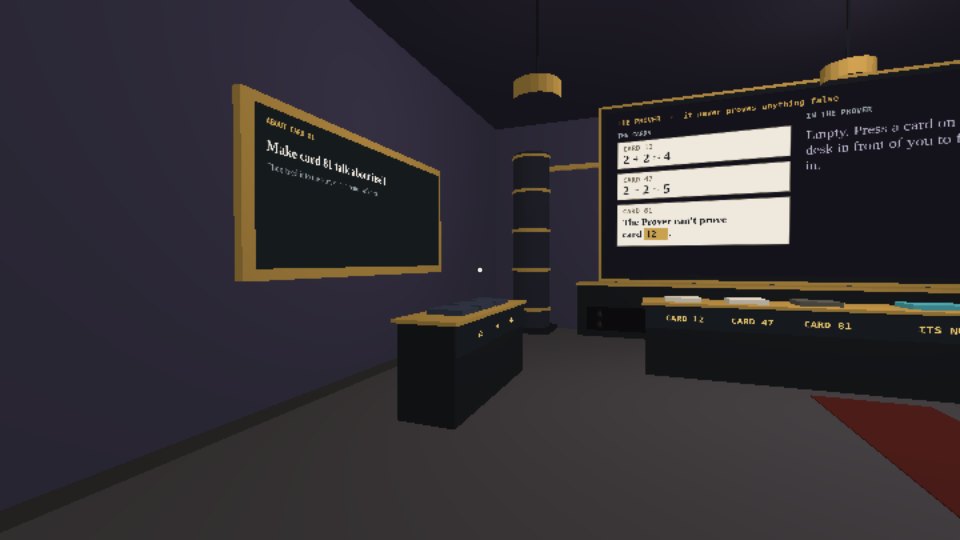 ABOUT CARD 81
Make card 81 talk about itself
THE PROVER · it never proves anything false
THE CARDS
CARD 12
2 + 2 = 4
CARD 47
2 + 2 = 5
CARD 81
The Prover can't prove
card 12.
IN THE PROVER
Empty. Press a card on
desk in front of you to f
in.
CARD 12
CARD 47
CARD 81
ITS N